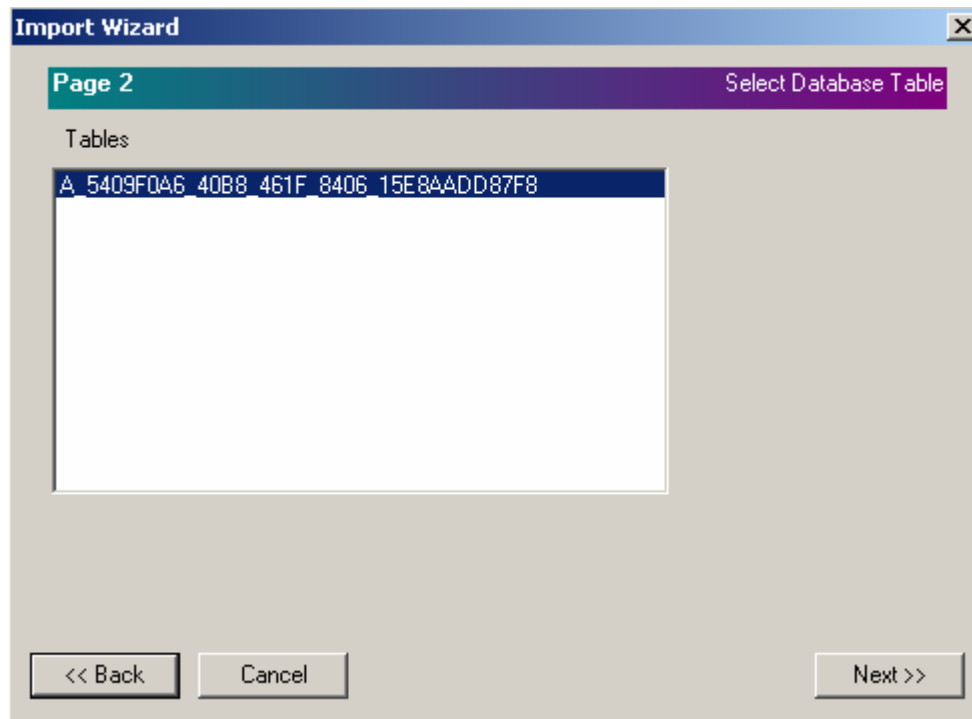 Import Wizard
Page 2 Select Database Table
Tables
A_5409F0A6_40B8_461F_8406_15E8AADD87F8
<< Back Cancel Next >>